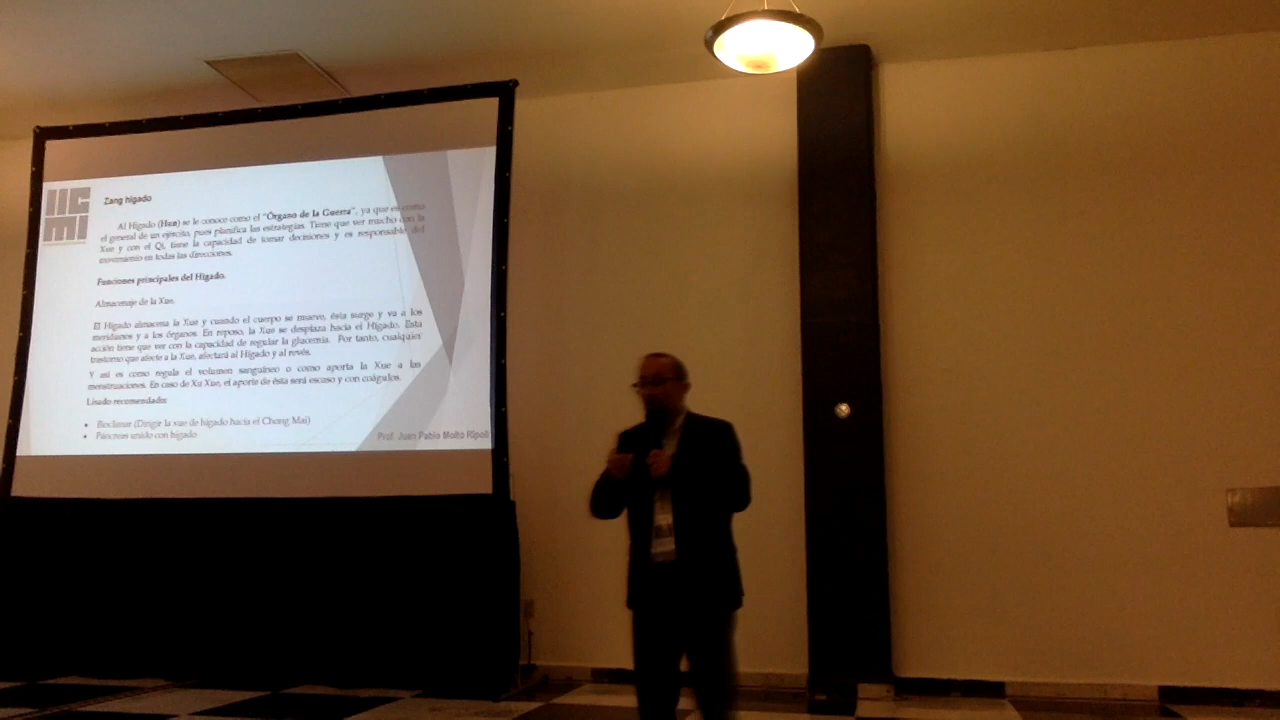 IIC
MI
Zang hígado
Al Hígado (Hun) se le conoce como el "Órgano de la Guerra", ya que es como
el general de un ejército, pues planifica las estrategias. Tiene que ver mucho con la
Xue y con el Qi, tiene la capacidad de tomar decisiones y es responsable del
movimiento en todas las direcciones.
Funciones principales del Hígado.
Almacenaje de la Xue.
El Hígado almacena la Xue y cuando el cuerpo se mueve, ésta surge y va a los
meridianos y a los órganos. En reposo, la Xue se desplaza hacia el Hígado. Esta
acción tiene que ver con la capacidad de regular la glucemia. Por tanto, cualquier
trastorno que afecte a la Xue, afectará al Hígado y al revés.
Y así es como regula el volumen sanguíneo o como aporta la Xue a las
menstruaciones. En caso de Xu Xue, el aporte de ésta será escaso y con coágulos.
Lisado recomendado:
• Bioclimar (Dirigir la xue de hígado hacia el Chong Mai)
• Páncreas unido con hígado
Prof. Juan Pablo Moltó Ripoll